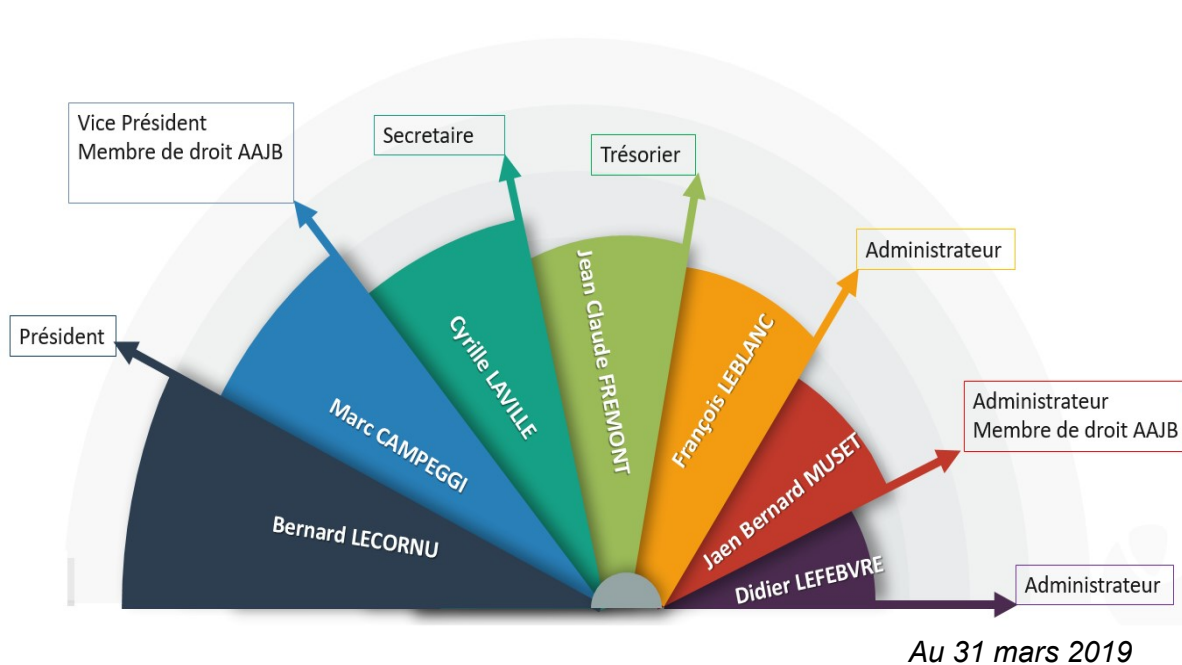 Vice Président
Membre de droit AAJB
Secretaire
Trésorier
Administrateur
Président
Administrateur
Membre de droit AAJB
Administrateur
Bernard LECORNU
Marc CAMPEGGI
Cyrille LAVILLE
Jean Claude FREMONT
François LEBLANC
Jaen Bernard MUSET
Didier LEFEBVRE
Au 31 mars 2019